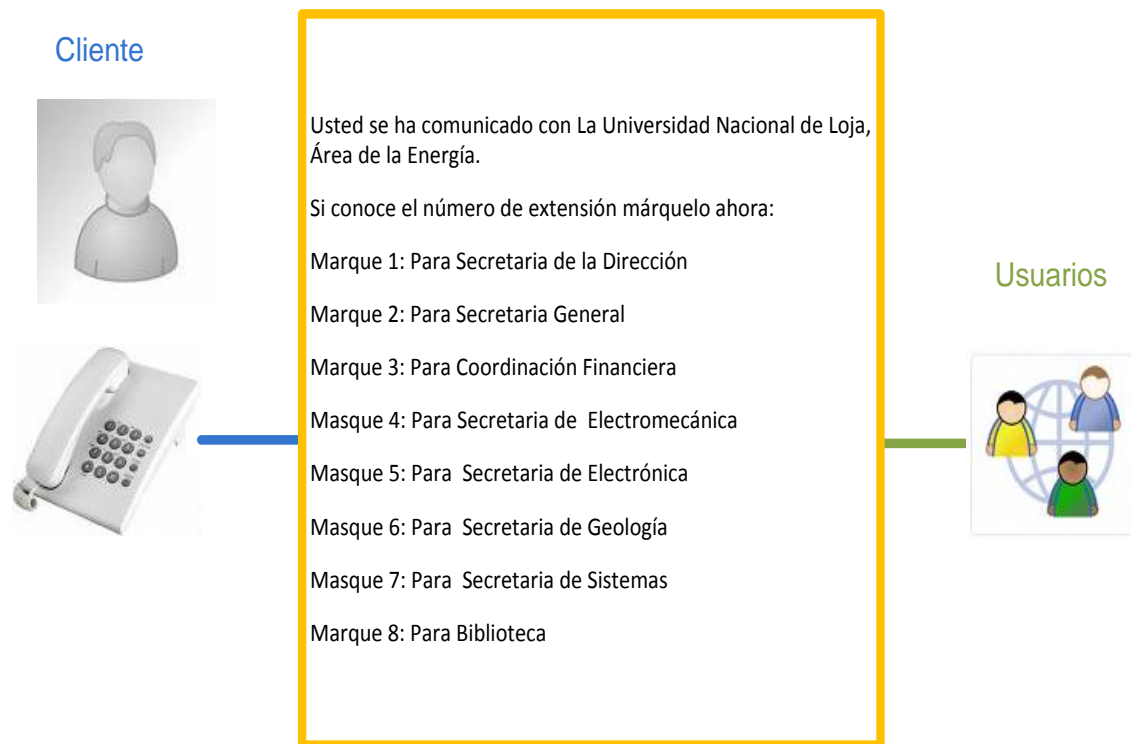 Cliente
Usted se ha comunicado con La Universidad Nacional de Loja,
Área de la Energía.
Si conoce el número de extensión márquelo ahora:
Marque 1: Para Secretaria de la Dirección
Marque 2: Para Secretaria General
Marque 3: Para Coordinación Financiera
Masque 4: Para Secretaria de  Electromecánica
Masque 5: Para  Secretaria de Electrónica
Masque 6: Para  Secretaria de Geología
Masque 7: Para  Secretaria de Sistemas
Marque 8: Para Biblioteca
Usuarios